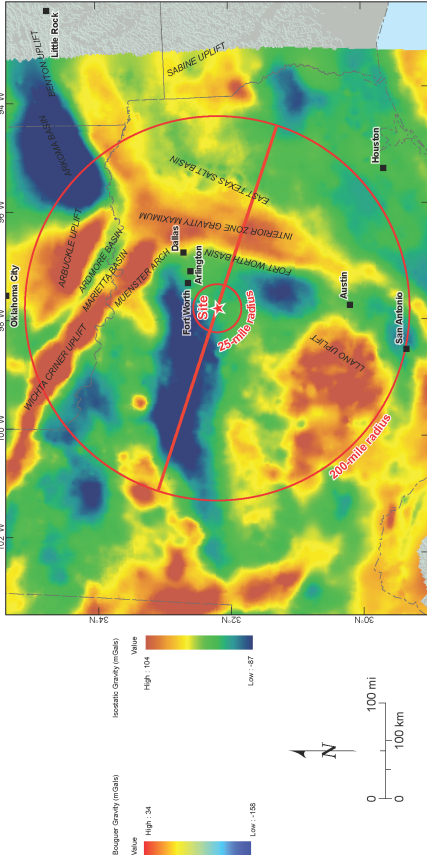 Little Rock
BENTON UPLIFT
SABINE UPLIFT
94 W
ARKOMA BASIN
Houston
EAST TEXAS SALT BASIN
96 W
ARBUCKLE UPLIFT
ARDMORE BASIN
MARIETTA BASIN
MUENSTER ARCH
INTERIOR ZONE GRAVITY MAXIMUM
Dallas
Arlington
Fort Worth
FORT WORTH BASIN
Oklahoma City
Site
Austin
98 W
25-mile radius
San Antonio
WICHTA CRINER UPLIFT
LLANO UPLIFT
100 W
200-mile radius
102 W
34°N
32°N
30°N
Isostatic Gravity (mGals)
Value
High : 104
Low : -87
Bouguer Gravity (mGals)
Value
High : 34
Low : -158
N
0
100 mi
0
100 km